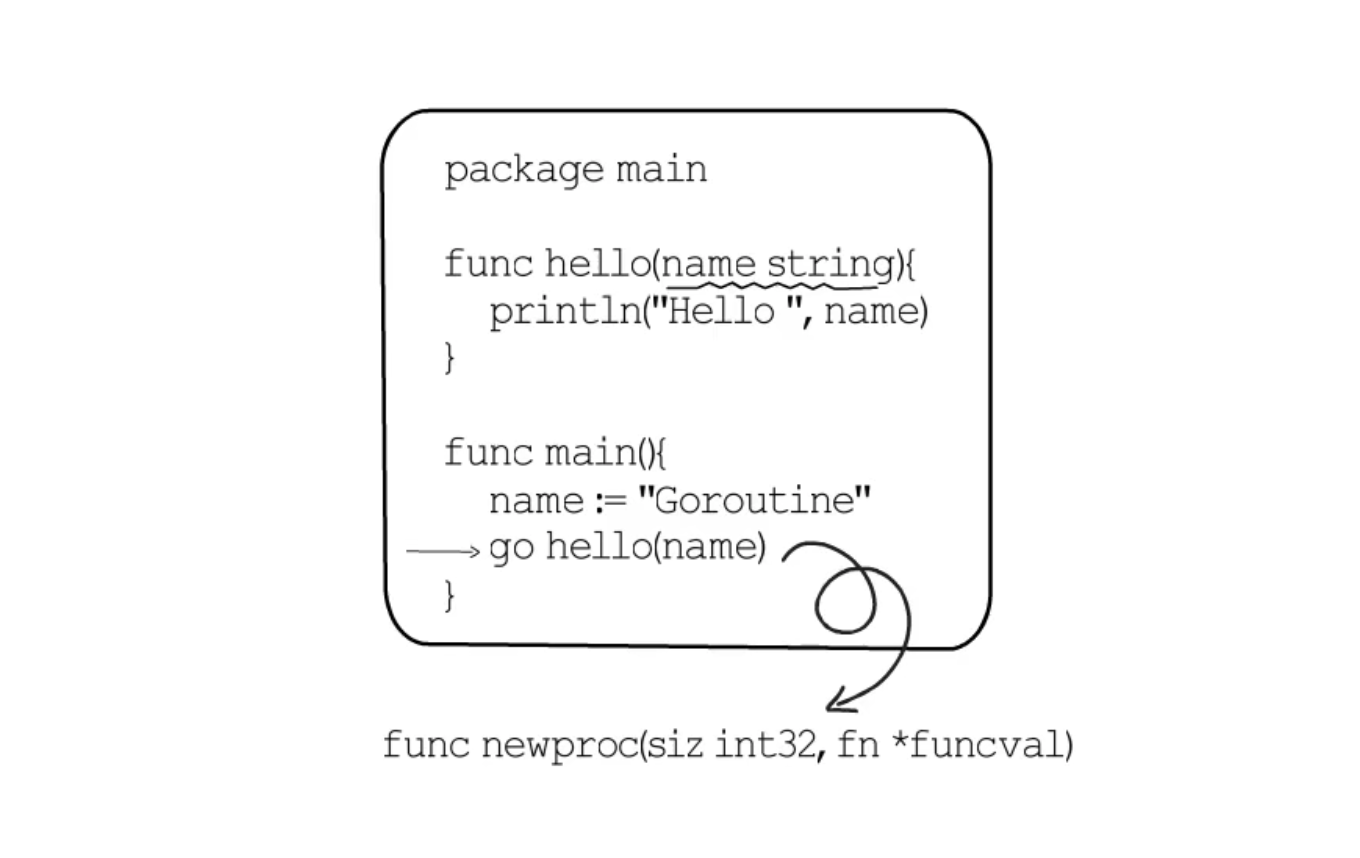 package main
func hello(name string){
println("Hello ", name)
}
func main(){
name := "Goroutine"
go hello(name)
}
func newproc(siz int32, fn *funcval)